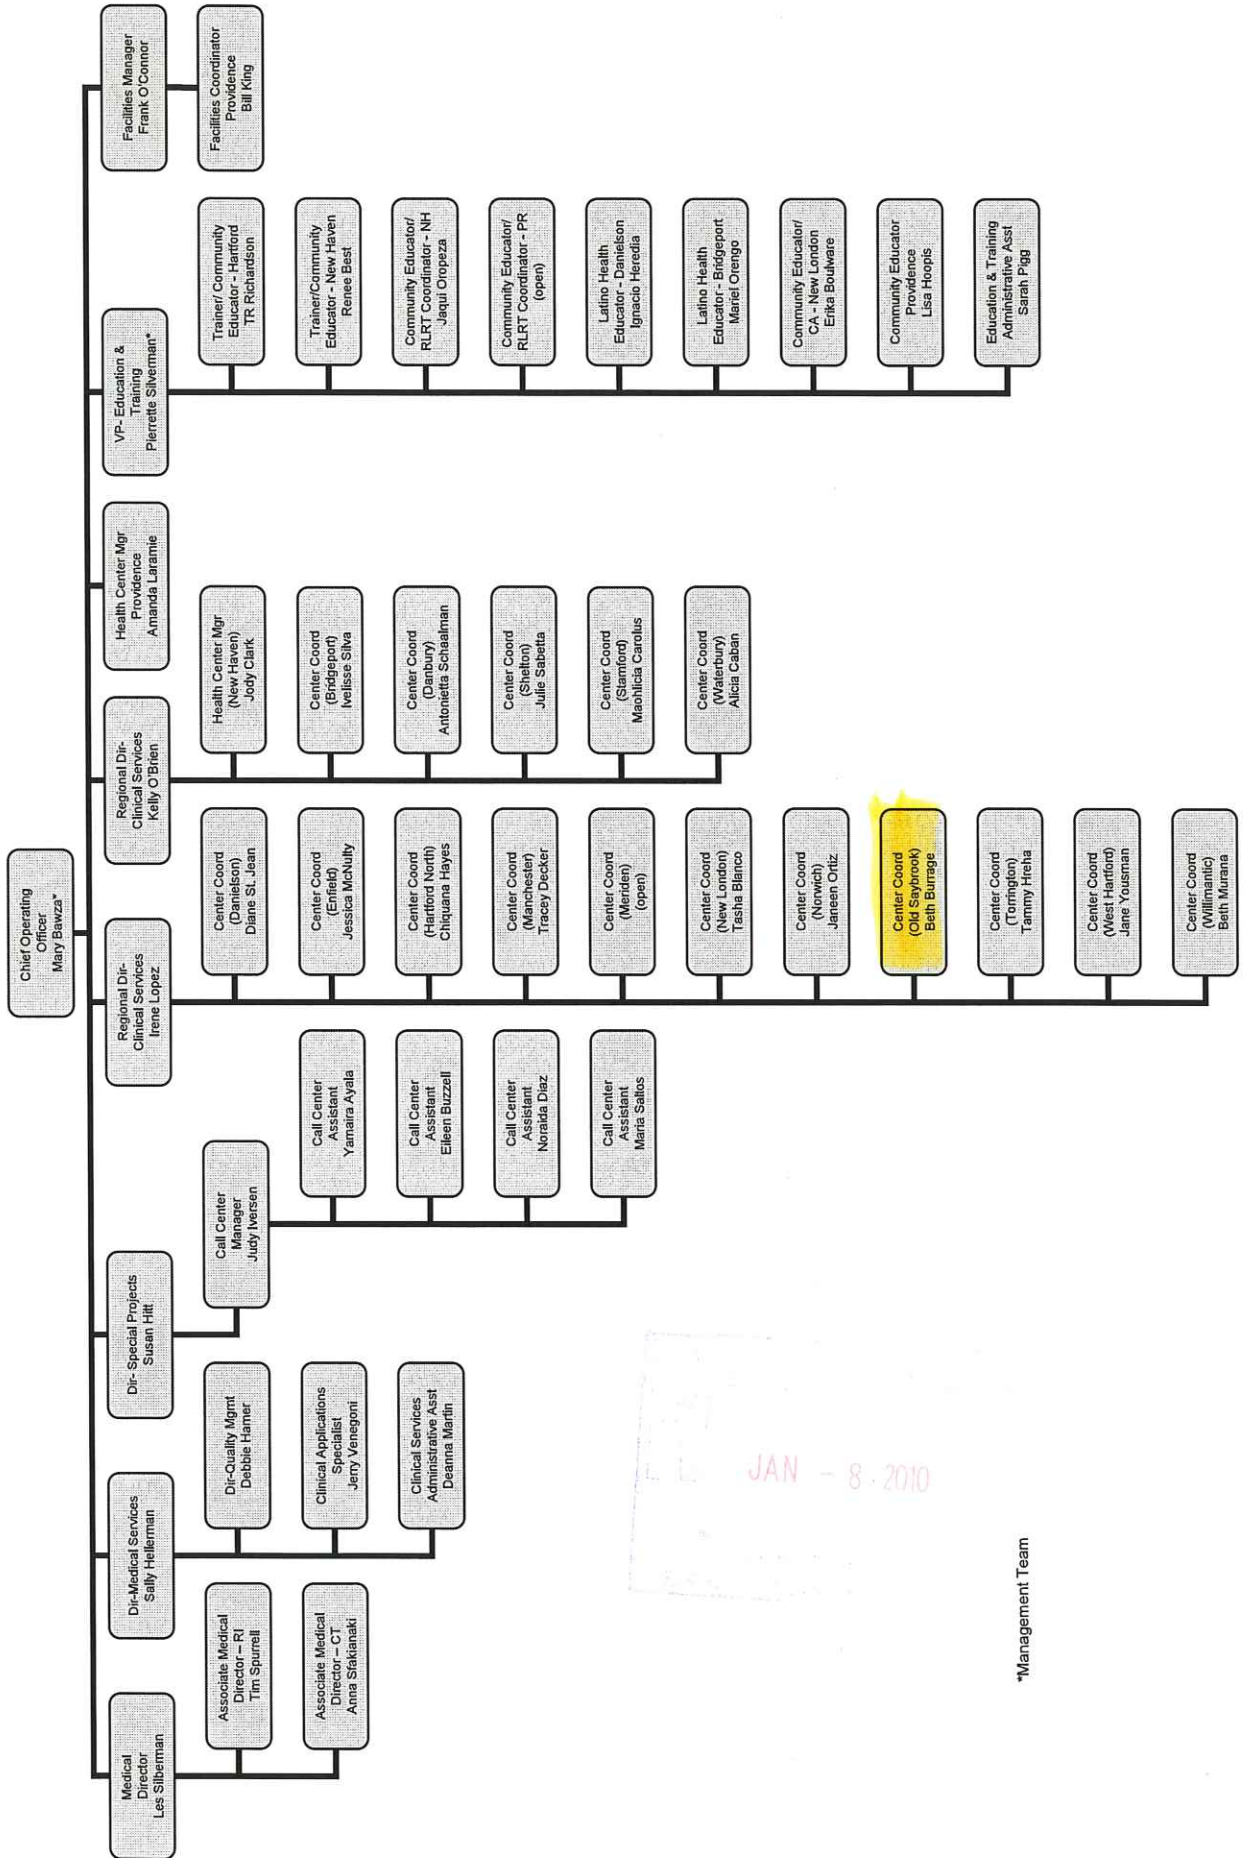 Chief Operating
Officer
Mary Bawza*
Medical
Director
Les Silberman
Associate Medical
Director – RI
Tim Spurrell
Associate Medical
Director – CT
Anna Sfakianaki
Dir-Medical Services
Sally Hellerman
Dir-Quality Mgmt
Debbie Hamer
Clinical Applications
Specialist
Jerry Venegoni
Clinical Services
Administrative Asst
Deanna Martin
Dir- Special Projects
Susan Hitt
Call Center
Manager
Judy Iversen
Call Center
Assistant
Yamaira Ayala
Call Center
Assistant
Eileen Buzzell
Call Center
Assistant
Noraida Diaz
Call Center
Assistant
Maria Saltos
Regional Dir-
Clinical Services
Irene Lopez
Center Coord
(Danielson)
Diane St. Jean
Center Coord
(Enfield)
Jessica McNulty
Center Coord
(Hartford North)
Chiquana Hayes
Center Coord
(Manchester)
Tracey Decker
Center Coord
(Meriden)
(open)
Center Coord
(New London)
Tasha Blanco
Center Coord
(Norwich)
Janeen Ortiz
Center Coord
(Old Saybrook)
Beth Burrage
Center Coord
(Torrington)
Tammy Hreha
Center Coord
(West Hartford)
Jane Yousman
Center Coord
(Willimantic)
Beth Murana
Regional Dir-
Clinical Services
Kelly O'Brien
Health Center Mgr
(New Haven)
Jody Clark
Center Coord
(Bridgeport)
Ivelisse Silva
Center Coord
(Danbury)
Antonietta Schaalman
Center Coord
(Shelton)
Julie Sabetta
Center Coord
(Stamford)
Maohlicia Carolus
Center Coord
(Waterbury)
Alicia Caban
Health Center Mgr
Providence
Amanda Laramie
VP- Education &
Training
Pierrette Silverman*
Trainer/ Community
Educator - Hartford
TR Richardson
Trainer/Community
Educator - New Haven
Renee Best
Community Educator/
RLRT Coordinator - NH
Jaqui Oropeza
Community Educator/
RLRT Coordinator - PR
(open)
Latino Health
Educator - Danielson
Ignacio Heredia
Latino Health
Educator - Bridgeport
Mariel Orengo
Community Educator/
CA - New London
Erika Boulware
Community Educator
Providence
Lisa Hoopis
Education & Training
Administrative Asst
Sarah Pigg
Facilities Manager
Frank O'Connor
Facilities Coordinator
Providence
Bill King
JAN - 8 2010
*Management Team